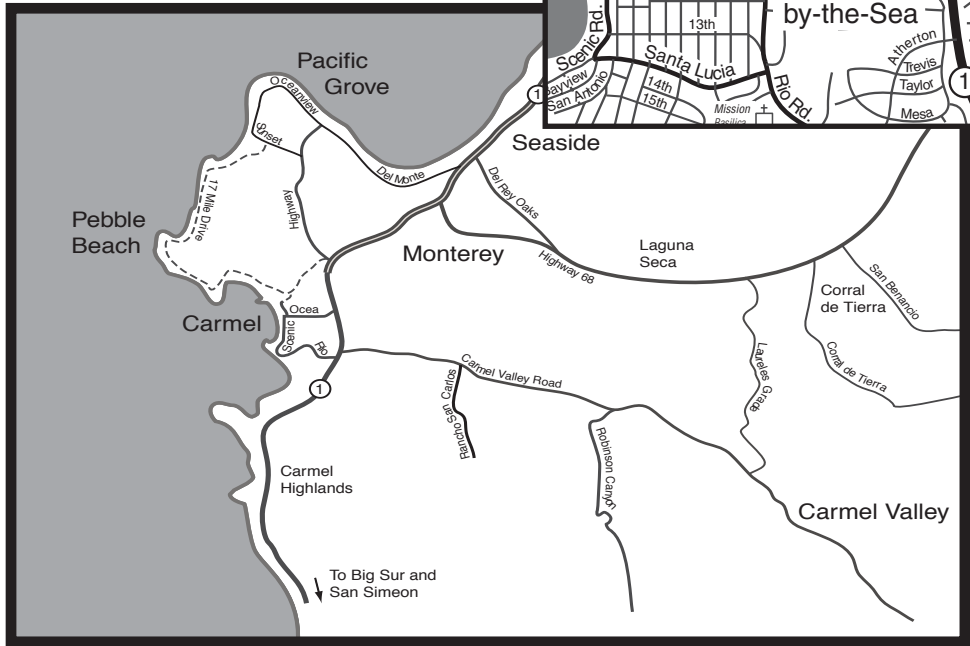 by-the-Sea
13th
Scenic Rd.
Santa Lucia
Atherton
Trevis
Taylor
Mesa
1
Bayview
San Antonio
14th
15th
Mission
Basilica
Rio Rd.
Pacific
Grove
Oceanview
Sunset
Del Monte
1
Seaside
Del Rey Oaks
17 Mile Drive
Highway
Pebble
Beach
Monterey
Highway 68
Laguna
Seca
San Benancio
Corral
de Tierra
Corral de Tierra
Carmel
Ocea
Scenic
Rio
1
Carmel Valley Road
Rancho San Carlos
Laureles Grade
Robinson Canyon
Carmel
Highlands
Carmel Valley
To Big Sur and
San Simeon